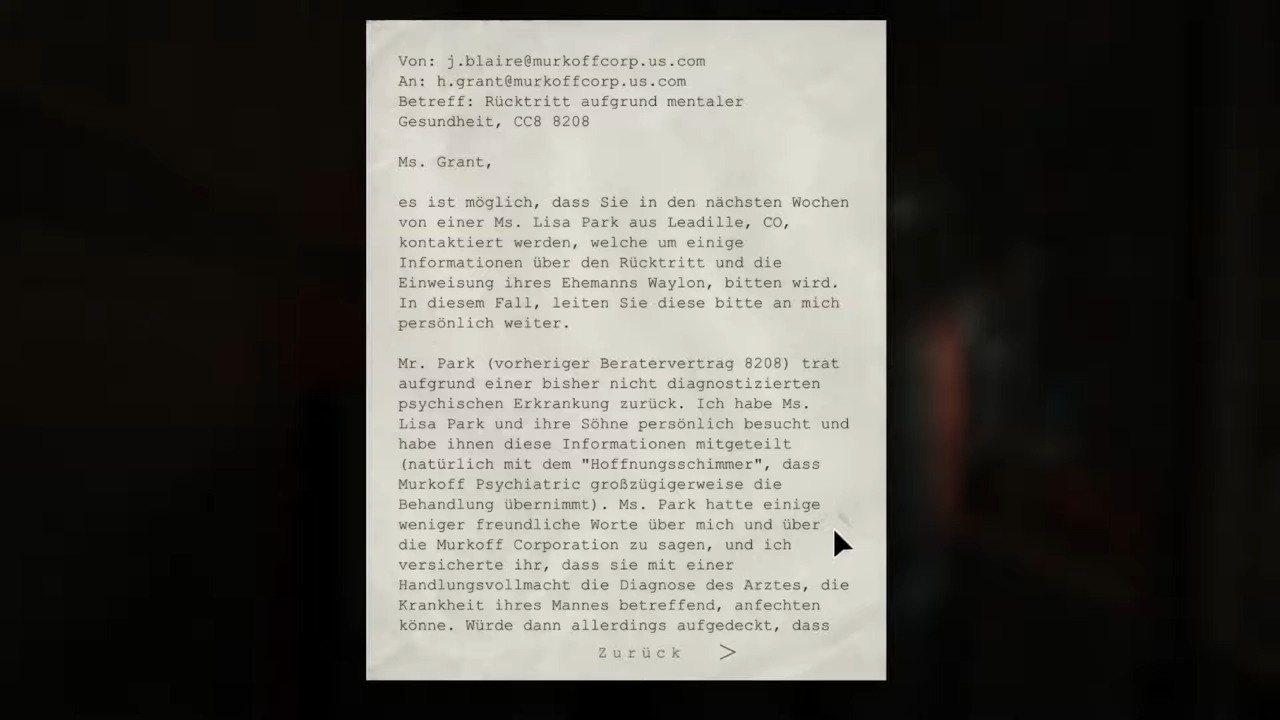 Von: j.blaire@murkoffcorp.us.com
An: h.grant@murkoffcorp.us.com
Betreff: Rücktritt aufgrund mentaler
Gesundheit, CC8 8208
Ms. Grant,
es ist möglich, dass Sie in den nächsten Wochen
von einer Ms. Lisa Park aus Leadille, CO,
kontaktiert werden, welche um einige
Informationen über den Rücktritt und die
Einweisung ihres Ehemanns Waylon, bitten wird.
In diesem Fall, leiten Sie diese bitte an mich
persönlich weiter.
Mr. Park (vorheriger Beratervertrag 8208) trat
aufgrund einer bisher nicht diagnostizierten
psychischen Erkrankung zurück. Ich habe Ms.
Lisa Park und ihre Söhne persönlich besucht und
habe ihnen diese Informationen mitgeteilt
(natürlich mit dem "Hoffnungsschimmer", dass
Murkoff Psychiatric großzügigerweise die
Behandlung übernimmt). Ms. Park hatte einige
weniger freundliche Worte über mich und über
die Murkoff Corporation zu sagen, und ich
versicherte ihr, dass sie mit einer
Handlungsvollmacht die Diagnose des Arztes, die
Krankheit ihres Mannes betreffend, anfechten
könne. Würde dann allerdings aufgedeckt, dass
Zurück >